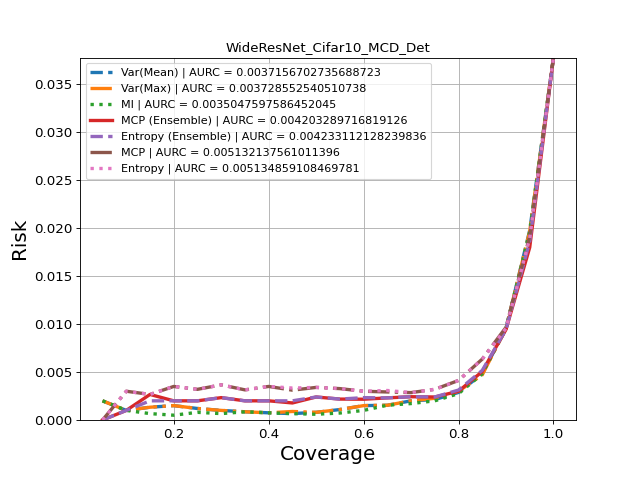 WideResNet_Cifar10_MCD_Det
Var(Mean) | AURC = 0.0037156702735688723
Var(Max) | AURC = 0.003728552540510738
MI | AURC = 0.0035047597586452045
MCP (Ensemble) | AURC = 0.004203289716819126
Entropy (Ensemble) | AURC = 0.004233112128239836
MCP | AURC = 0.005132137561011396
Entropy | AURC = 0.005134859108469781
0.035
0.030
0.025
0.020
0.015
0.010
0.005
0.000
Risk
0.2 0.4 0.6 0.8 1.0
Coverage